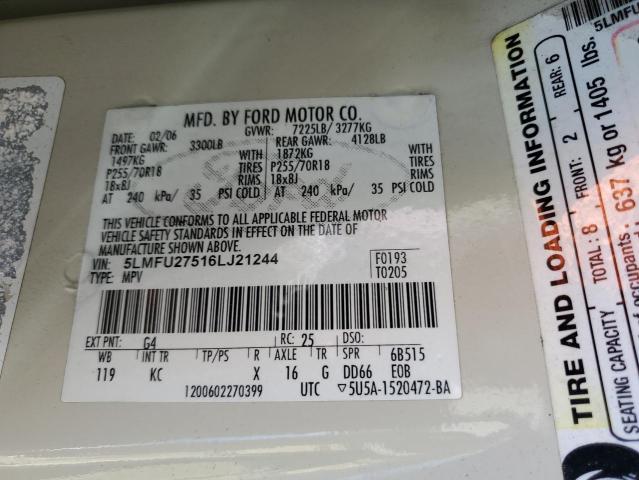 MFD. BY FORD MOTOR CO.
DATE: 02/06 GVWR: 7225LB/ 3277KG
FRONT GAWR: 3300LB REAR GAWR: 4128LB
1497KG WITH 1872KG WITH
P255/70R18 TIRES P255/70R18 TIRES
18x8J RIMS 18x8J RIMS
AT 240 kPa/ 35 PSI COLD AT 240 kPa/ 35 PSI COLD
THIS VEHICLE CONFORMS TO ALL APPLICABLE FEDERAL MOTOR
VEHICLE SAFETY STANDARDS IN EFFECT ON THE DATE OF
MANUFACTURE SHOWN ABOVE.
VIN: 5LMFU27516LJ21244 F0193
TYPE: MPV T0205
EXT PNT: G4 RC: 25 DSO:
WB INT TR TP/PS R AXLE TR SPR 6B515
119 KC X 16 G DD66 EOB
1200602270399 UTC ▽5U5A-1520472-BA
TIRE AND LOADING INFORMATION
SEATING CAPACITY TOTAL: 8 FRONT: 2 REAR: 6
occupants. 637 kg or 1405 lbs.
5LMFU